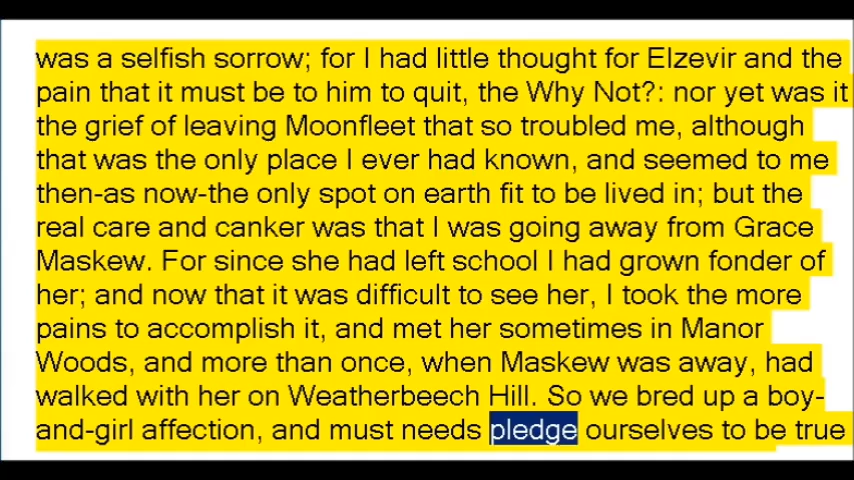 was a selfish sorrow; for I had little thought for Elzevir and the
pain that it must be to him to quit, the Why Not?: nor yet was it
the grief of leaving Moonfleet that so troubled me, although
that was the only place I ever had known, and seemed to me
then-as now-the only spot on earth fit to be lived in; but the
real care and canker was that I was going away from Grace
Maskew. For since she had left school I had grown fonder of
her; and now that it was difficult to see her, I took the more
pains to accomplish it, and met her sometimes in Manor
Woods, and more than once, when Maskew was away, had
walked with her on Weatherbeech Hill. So we bred up a boy-
and-girl affection, and must needs pledge ourselves to be true